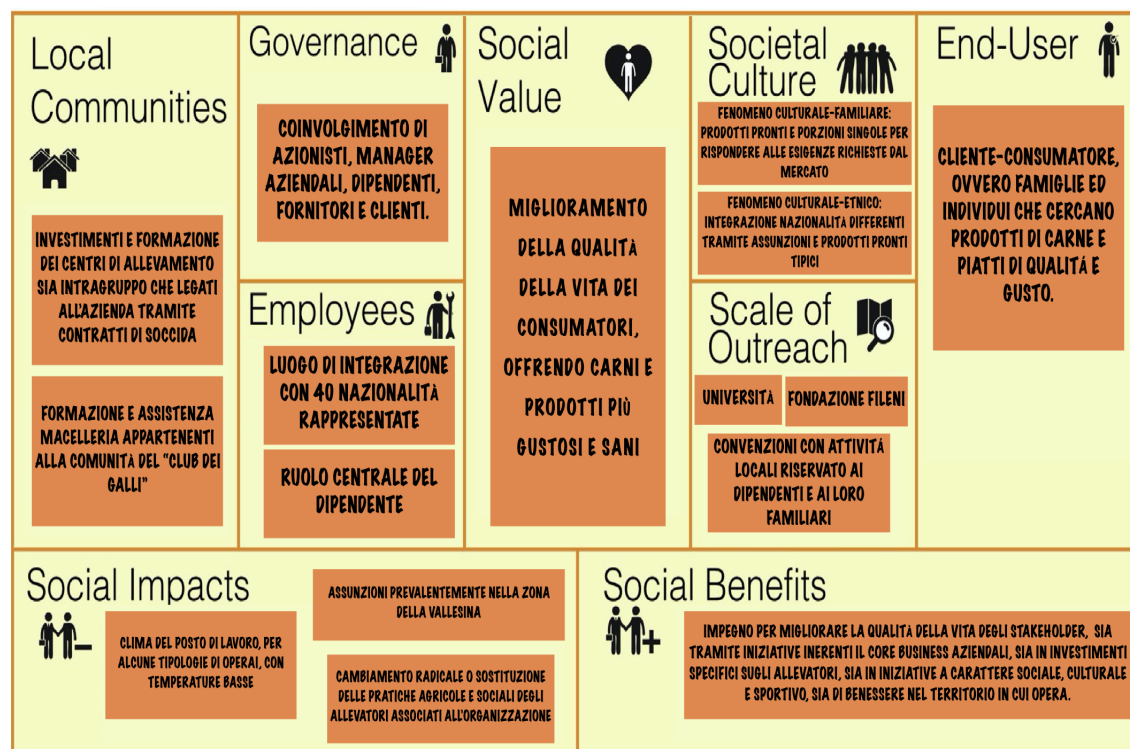 Local
Communities
INVESTIMENTI E FORMAZIONE
DEI CENTRI DI ALLEVAMENTO
SIA INTRAGRUPPO CHE LEGATI
ALL'AZIENDA TRAMITE
CONTRATTI DI SOCCIDA
FORMAZIONE E ASSISTENZA
MACELLERIA APPARTENENTI
ALLA COMUNITÀ DEL "CLUB DEI
GALLI"
Governance
COINVOLGIMENTO DI
AZIONISTI, MANAGER
AZIENDALI, DIPENDENTI,
FORNITORI E CLIENTI.
Employees
LUOGO DI INTEGRAZIONE
CON 40 NAZIONALITÀ
RAPPRESENTATE
RUOLO CENTRALE DEL
DIPENDENTE
Social
Value
MIGLIORAMENTO
DELLA QUALITÀ
DELLA VITA DEI
CONSUMATORI,
OFFRENDO CARNI E
PRODOTTI PIÙ
GUSTOSI E SANI
Societal
Culture
FENOMENO CULTURALE-FAMILIARE:
PRODOTTI PRONTI E PORZIONI SINGOLE PER
RISPONDERE ALLE ESIGENZE RICHIESTE DAL
MERCATO
FENOMENO CULTURALE-ETNICO:
INTEGRAZIONE NAZIONALITÀ DIFFERENTI
TRAMITE ASSUNZIONI E PRODOTTI PRONTI
TIPICI
Scale of
Outreach
UNIVERSITÀ
FONDAZIONE FILENI
CONVENZIONI CON ATTIVITÁ
LOCALI RISERVATO AI
DIPENDENTI E AI LORO
FAMILIARI
End-User
CLIENTE-CONSUMATORE,
OVVERO FAMIGLIE ED
INDIVIDUI CHE CERCANO
PRODOTTI DI CARNE E
PIATTI DI QUALITÁ E
GUSTO.
Social Impacts
CLIMA DEL POSTO DI LAVORO, PER
ALCUNE TIPOLOGIE DI OPERAI, CON
TEMPERATURE BASSE
ASSUNZIONI PREVALENTEMENTE NELLA ZONA
DELLA VALLESINA
CAMBIAMENTO RADICALE O SOSTITUZIONE
DELLE PRATICHE AGRICOLE E SOCIALI DEGLI
ALLEVATORI ASSOCIATI ALL'ORGANIZZAZIONE
Social Benefits
IMPEGNO PER MIGLIORARE LA QUALITÀ DELLA VITA DEGLI STAKEHOLDER, SIA
TRAMITE INIZIATIVE INERENTI IL CORE BUSINESS AZIENDALI, SIA IN INVESTIMENTI
SPECIFICI SUGLI ALLEVATORI, SIA IN INIZIATIVE A CARATTERE SOCIALE, CULTURALE
E SPORTIVO, SIA DI BENESSERE NEL TERRITORIO IN CUI OPERA.